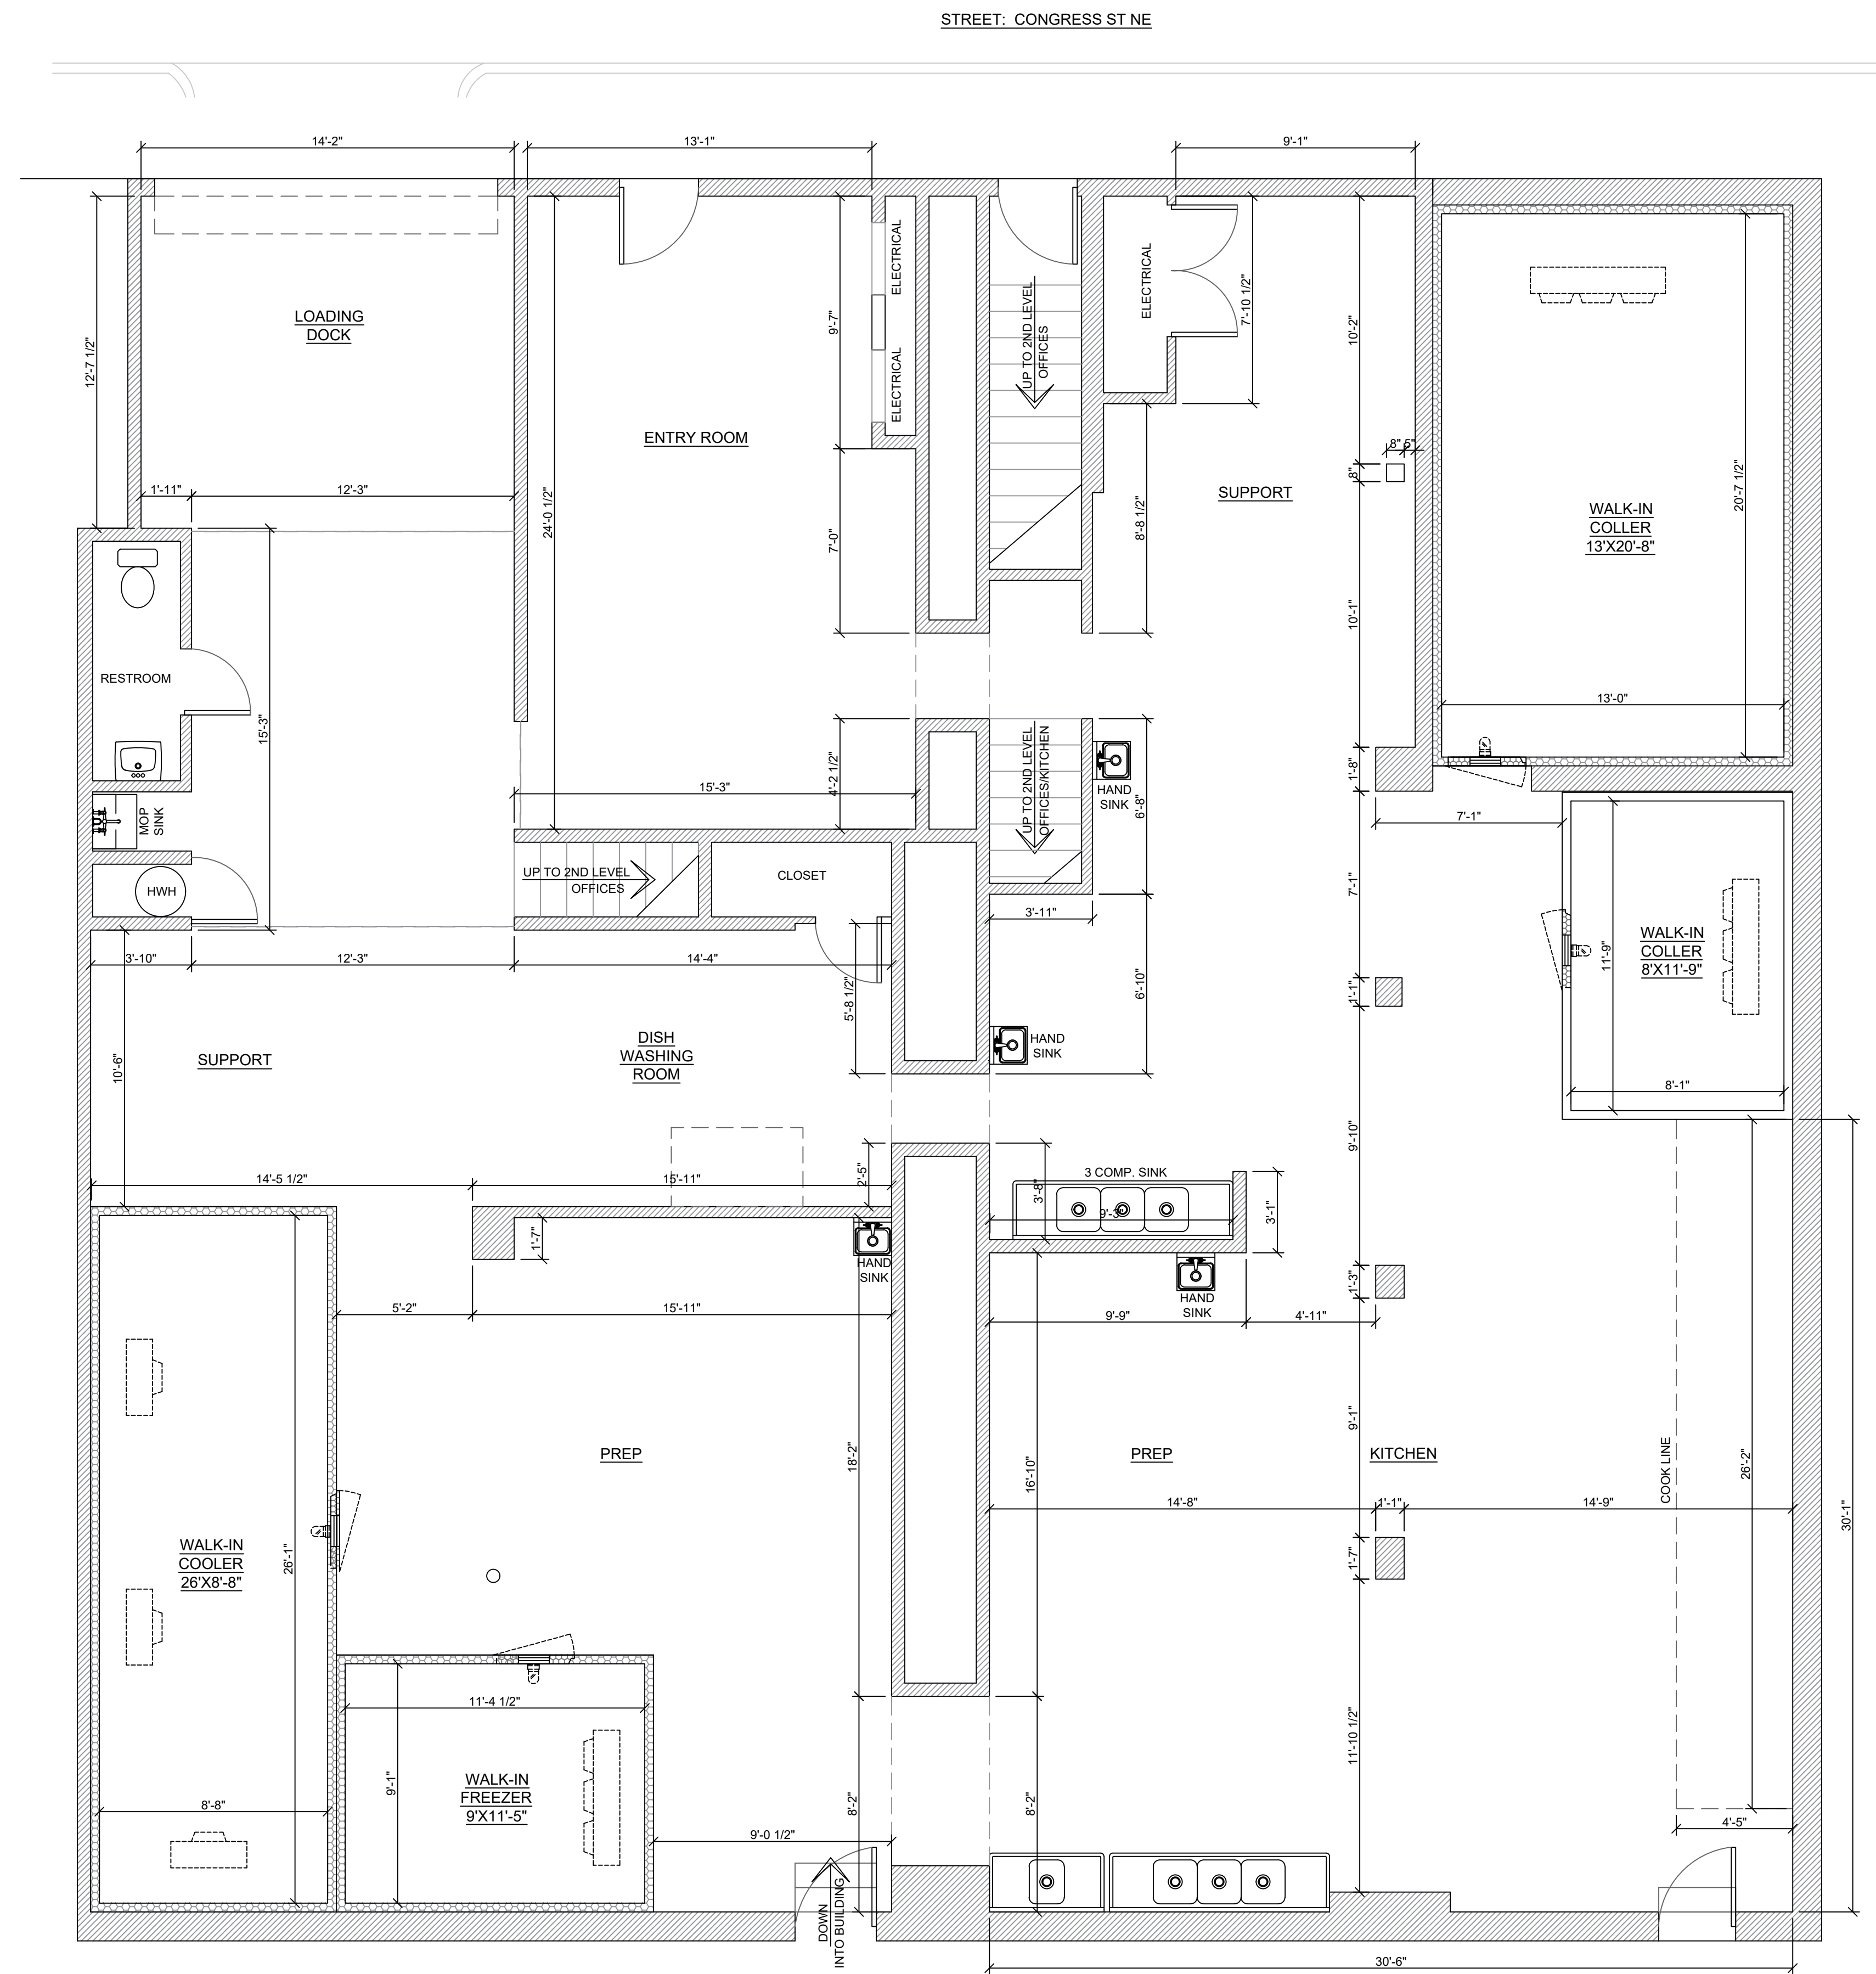 STREET: CONGRESS ST NE
14'-2"
13'-1"
9'-1"
12'-7 1/2"
LOADING
DOCK
1'-11"
12'-3"
24'-0 1/2"
ENTRY ROOM
9'-7"
7'-0"
ELECTRICAL
ELECTRICAL
UP TO 2ND LEVEL
OFFICES
ELECTRICAL
7'-10 1/2"
8'-8 1/2"
SUPPORT
10'-2"
8"
5"
8"
10'-1"
WALK-IN
COLLER
13'X20'-8"
20'-7 1/2"
13'-0"
RESTROOM
15'-3"
MOP
SINK
HWH
15'-3"
4'-2 1/2"
UP TO 2ND LEVEL
OFFICES/KITCHEN
HAND
SINK
6'-8"
1'-8"
7'-1"
7'-1"
UP TO 2ND LEVEL
OFFICES
CLOSET
3'-11"
WALK-IN
COLLER
8'X11'-9"
11'-9"
8'-1"
3'-10"
12'-3"
14'-4"
5'-8 1/2"
6'-10"
1'-1"
10'-6"
SUPPORT
DISH
WASHING
ROOM
HAND
SINK
9'-10"
14'-5 1/2"
15'-11"
2'-5"
3 COMP. SINK
3'-8"
9'-3"
3'-1"
1'-7"
HAND
SINK
HAND
SINK
1'-3"
5'-2"
15'-11"
9'-9"
4'-11"
9'-1"
PREP
18'-2"
16'-10"
PREP
KITCHEN
COOK LINE
26'-2"
30'-1"
14'-8"
1'-1"
14'-9"
1'-7"
WALK-IN
COOLER
26'X8'-8"
26'-1"
8'-8"
11'-4 1/2"
9'-1"
WALK-IN
FREEZER
9'X11'-5"
9'-0 1/2"
8'-2"
8'-2"
11'-10 1/2"
4'-5"
DOWN
INTO BUILDING
30'-6"